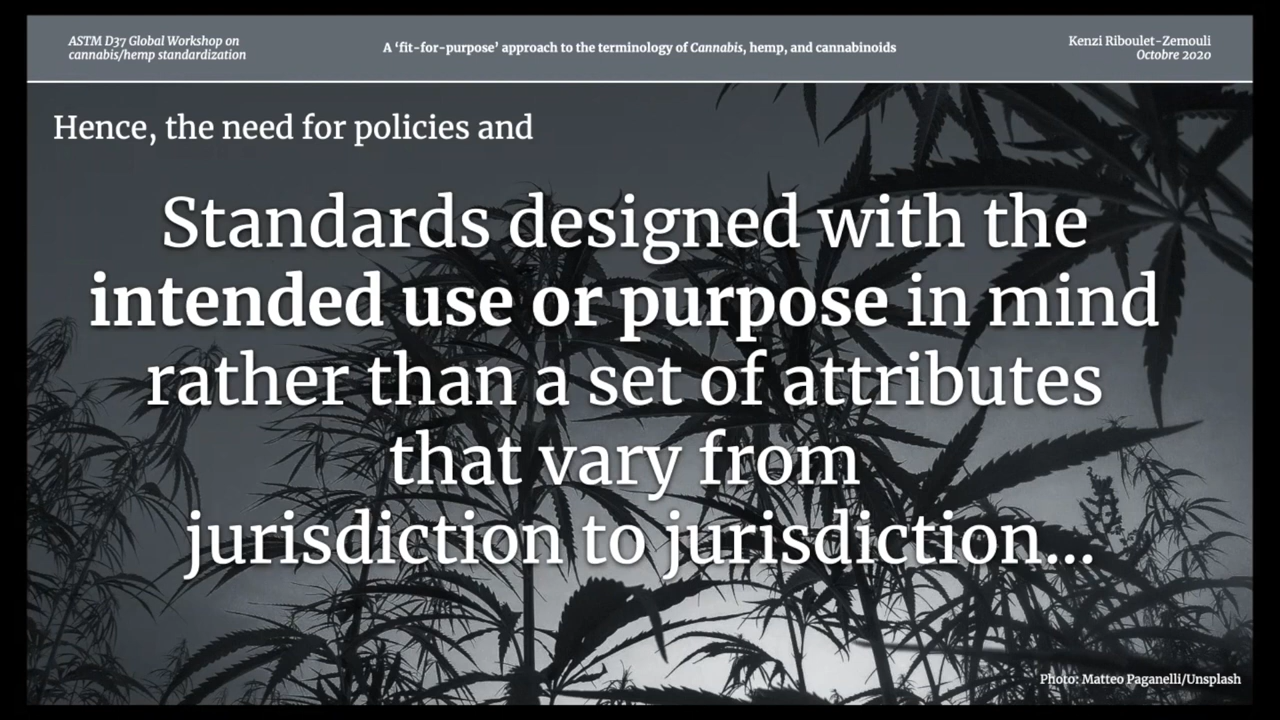 ASTM D37 Global Workshop on
cannabis/hemp standardization
A ‘fit-for-purpose’ approach to the terminology of Cannabis, hemp, and cannabinoids
Kenzi Riboulet-Zemouli
Octobre 2020
Hence, the need for policies and
Standards designed with the
intended use or purpose in mind
rather than a set of attributes
that vary from
jurisdiction to jurisdiction...
Photo: Matteo Paganelli/Unsplash